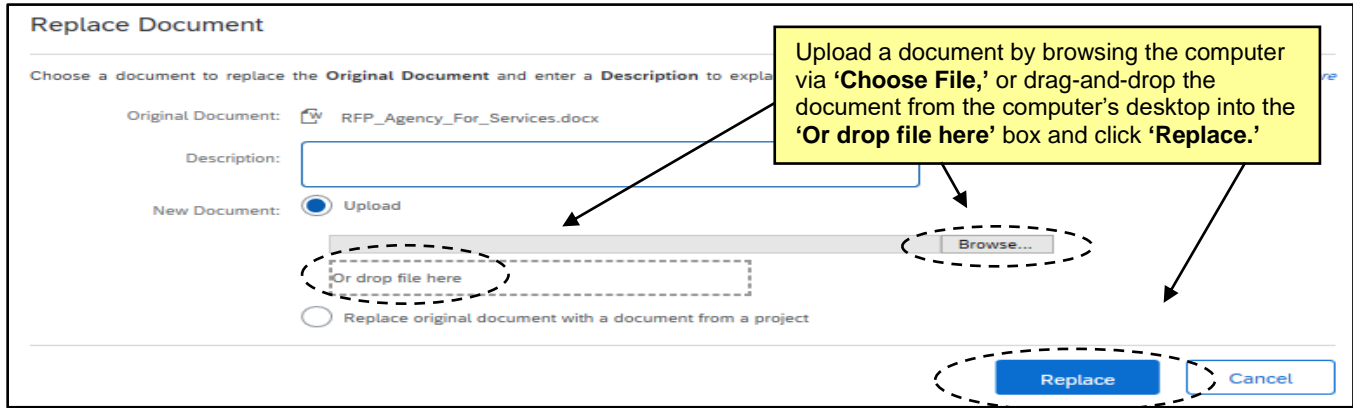 Replace Document
Upload a document by browsing the computer
via ‘Choose File,’ or drag-and-drop the
document from the computer’s desktop into the
‘Or drop file here’ box and click ‘Replace.’
Choose a document to replace the Original Document and enter a Description to expla
Original Document: RFP_Agency_For_Services.docx
Description:
New Document: Upload
Browse...
Or drop file here
Replace original document with a document from a project
Replace Cancel